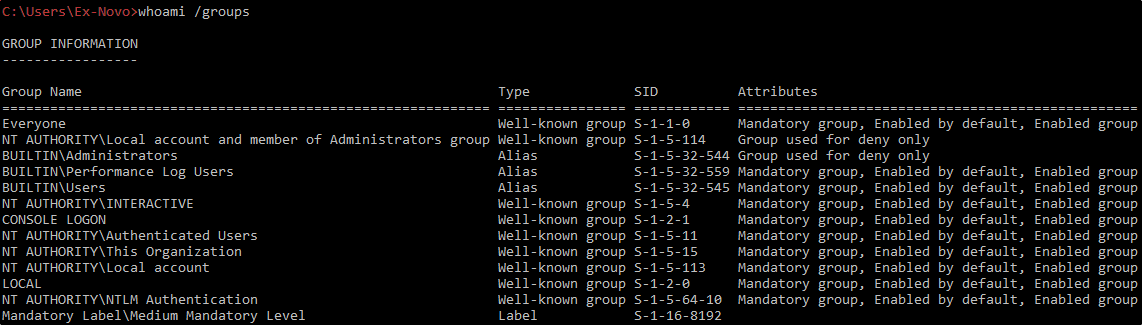 C:\Users\Ex-Novo>whoami /groups
GROUP INFORMATION
-----------------
Group Name                                                    Type             SID          Attributes
============================================================= ================ ============ ==================================================
Everyone                                                      Well-known group S-1-1-0      Mandatory group, Enabled by default, Enabled group
NT AUTHORITY\Local account and member of Administrators group Well-known group S-1-5-114    Group used for deny only
BUILTIN\Administrators                                        Alias            S-1-5-32-544 Group used for deny only
BUILTIN\Performance Log Users                                 Alias            S-1-5-32-559 Mandatory group, Enabled by default, Enabled group
BUILTIN\Users                                                 Alias            S-1-5-32-545 Mandatory group, Enabled by default, Enabled group
NT AUTHORITY\INTERACTIVE                                      Well-known group S-1-5-4      Mandatory group, Enabled by default, Enabled group
CONSOLE LOGON                                                 Well-known group S-1-2-1      Mandatory group, Enabled by default, Enabled group
NT AUTHORITY\Authenticated Users                              Well-known group S-1-5-11     Mandatory group, Enabled by default, Enabled group
NT AUTHORITY\This Organization                                Well-known group S-1-5-15     Mandatory group, Enabled by default, Enabled group
NT AUTHORITY\Local account                                    Well-known group S-1-5-113    Mandatory group, Enabled by default, Enabled group
LOCAL                                                         Well-known group S-1-2-0      Mandatory group, Enabled by default, Enabled group
NT AUTHORITY\NTLM Authentication                              Well-known group S-1-5-64-10  Mandatory group, Enabled by default, Enabled group
Mandatory Label\Medium Mandatory Level                        Label            S-1-16-8192